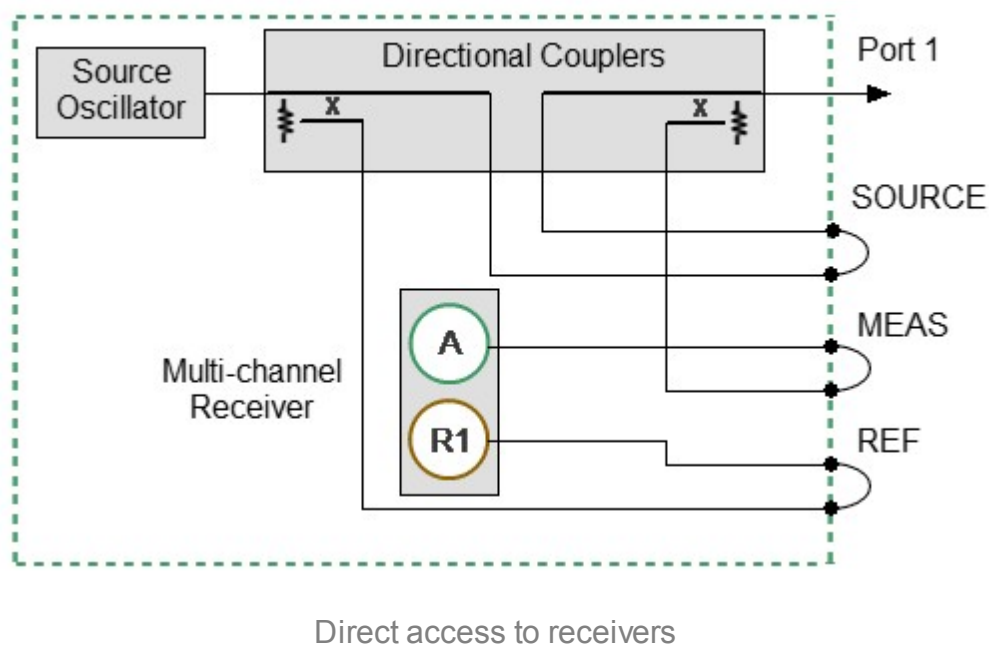 Directional Couplers
Port 1
Source
Oscillator
X
X
SOURCE
MEAS
A
Multi-channel
Receiver
R1
REF
Direct access to receivers